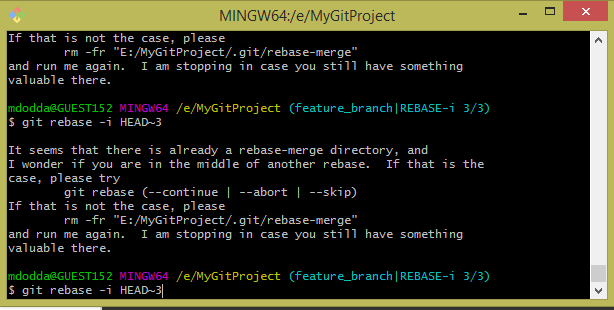 MINGW64:/e/MyGitProject
If that is not the case, please
rm -fr "E:/MyGitProject/.git/rebase-merge"
and run me again.  I am stopping in case you still have something
valuable there.
mdodda@GUEST152 MINGW64 /e/MyGitProject (feature_branch|REBASE-i 3/3)
$ git rebase -i HEAD~3
It seems that there is already a rebase-merge directory, and
I wonder if you are in the middle of another rebase.  If that is the
case, please try
git rebase (--continue | --abort | --skip)
If that is not the case, please
rm -fr "E:/MyGitProject/.git/rebase-merge"
and run me again.  I am stopping in case you still have something
valuable there.
mdodda@GUEST152 MINGW64 /e/MyGitProject (feature_branch|REBASE-i 3/3)
$ git rebase -i HEAD~3